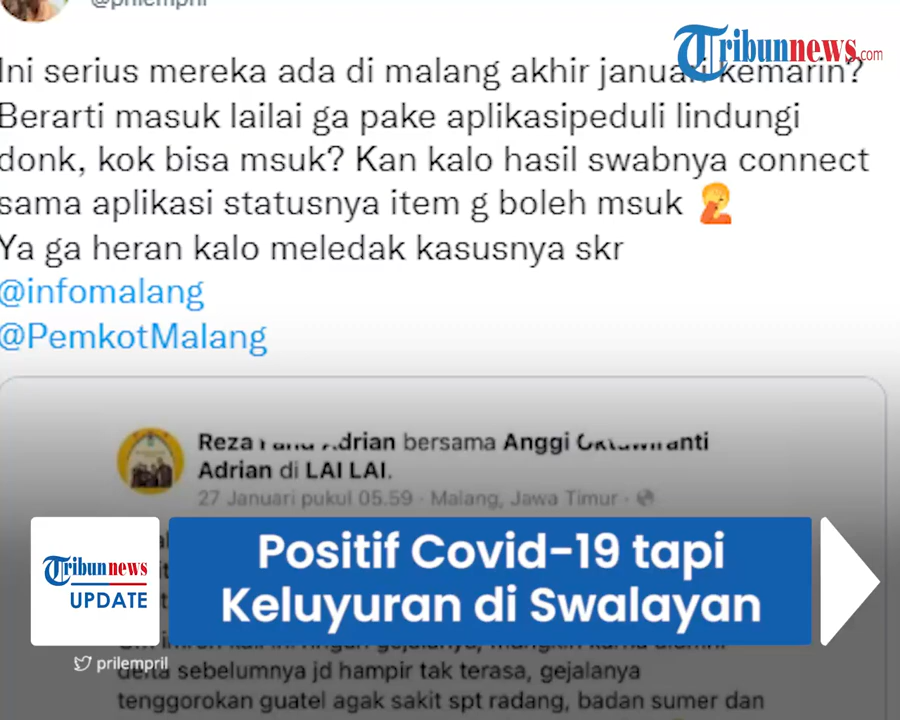 @prilempril
Tribunnews.com
Ini serius mereka ada di malang akhir januari kemarin?
Berarti masuk lailai ga pake aplikasipeduli lindungi
donk, kok bisa msuk? Kan kalo hasil swabnya connect
sama aplikasi statusnya item g boleh msuk
Ya ga heran kalo meledak kasusnya skr
@infomalang
@PemkotMalang
Reza Adrian bersama Anggi
Adrian di LAI LAI.
27 Januari pukul 05.59 · Malang, Jawa Timur ·
Tribunnews
UPDATE
Positif Covid-19 tapi
Keluyuran di Swalayan
prilempril
delta sebelumnya jd hampir tak terasa, gejalanya
tenggorokan guatel agak sakit spt radang, badan sumer dan